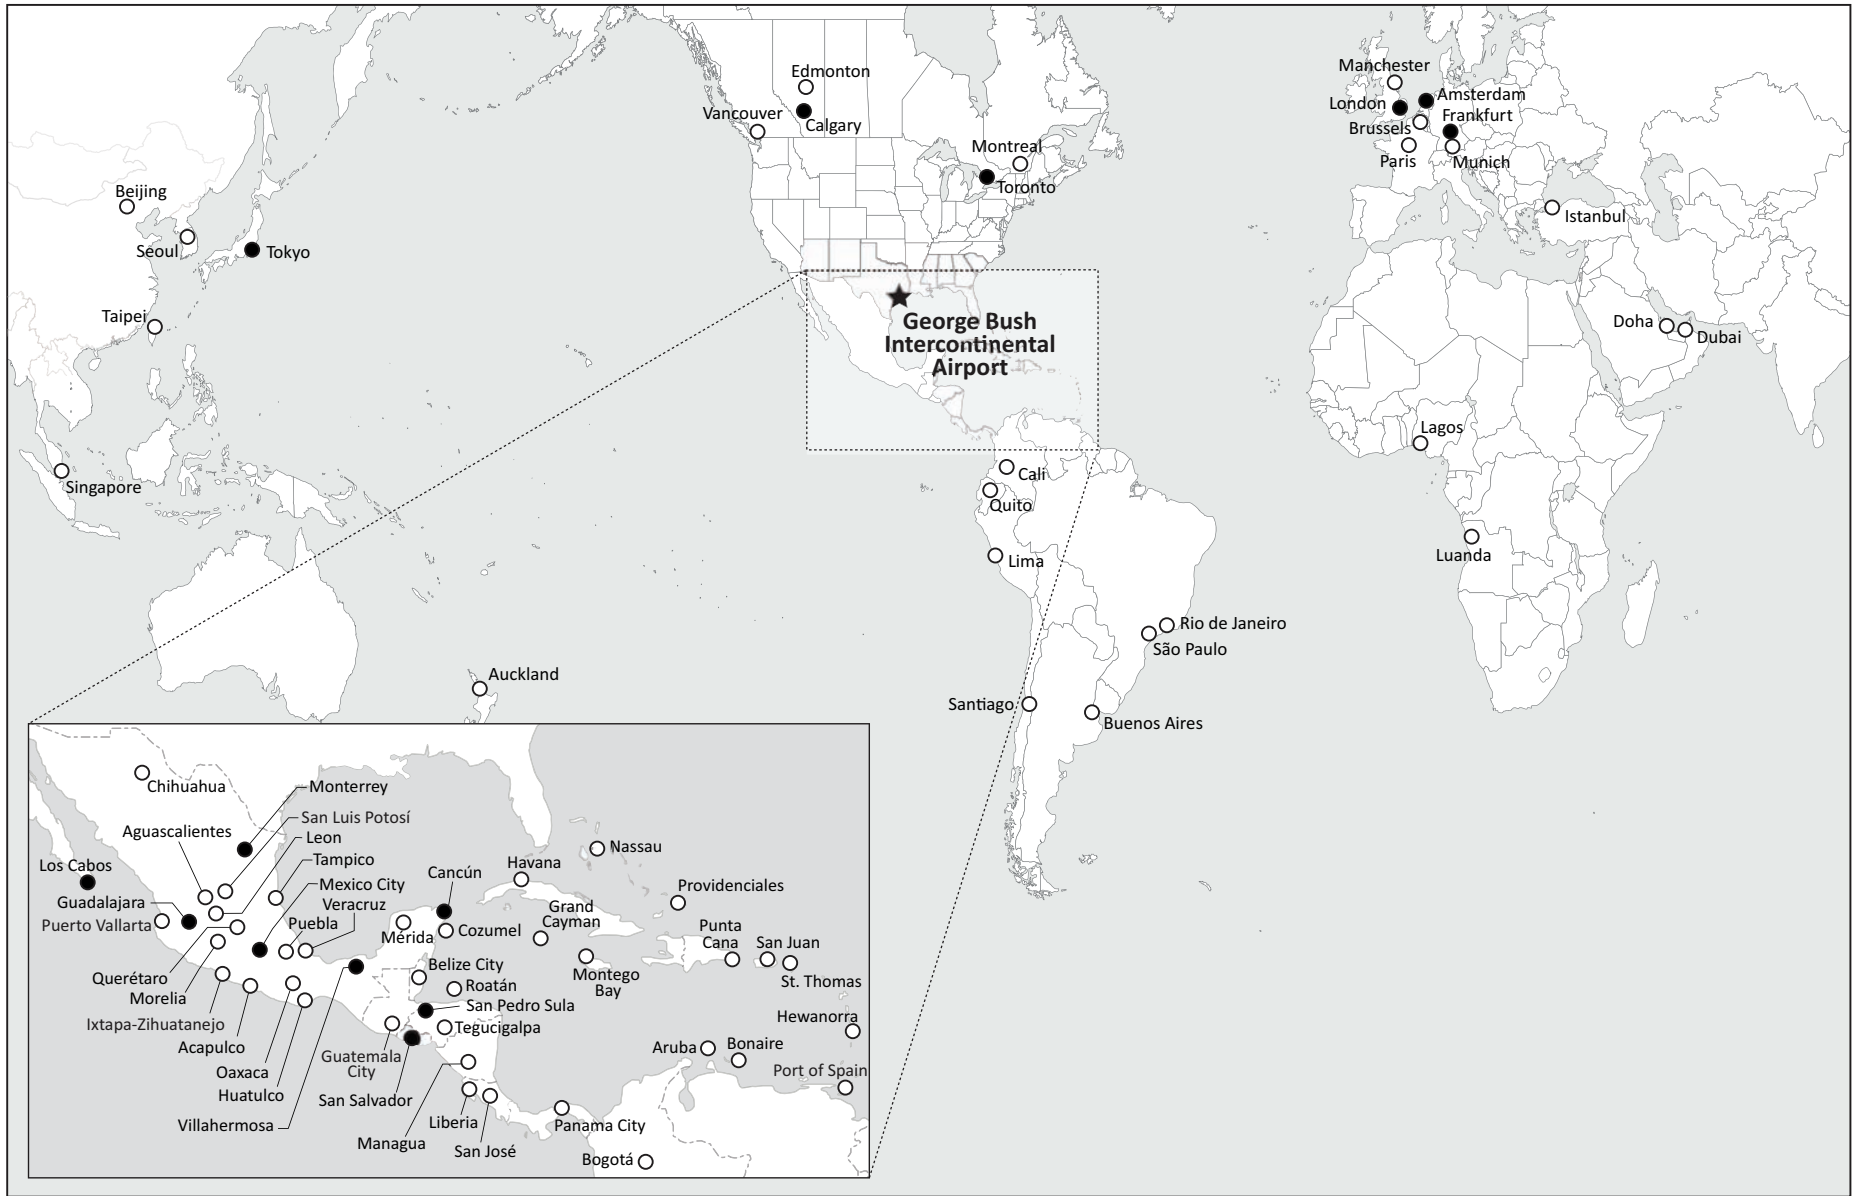 Edmonton
Vancouver
Calgary
Montreal
Toronto
Manchester
London
Amsterdam
Frankfurt
Brussels
Paris
Munich
Istanbul
Beijing
Seoul
Tokyo
Taipei
Singapore
George Bush
Intercontinental
Airport
Doha
Dubai
Lagos
Luanda
Cali
Quito
Lima
Rio de Janeiro
São Paulo
Santiago
Buenos Aires
Auckland
Chihuahua
Monterrey
San Luis Potosí
Aguascalientes
Leon
Tampico
Los Cabos
Mexico City
Guadalajara
Veracruz
Puerto Vallarta
Puebla
Querétaro
Morelia
Ixtapa-Zihuatanejo
Acapulco
Oaxaca
Huatulco
Villahermosa
Cancún
Mérida
Cozumel
Havana
Nassau
Grand
Cayman
Providenciales
Punta
Cana
San Juan
St. Thomas
Montego
Bay
Belize City
Roatán
San Pedro Sula
Tegucigalpa
Guatemala
City
San Salvador
Managua
Liberia
San José
Panama City
Bogotá
Hewanorra
Aruba
Bonaire
Port of Spain